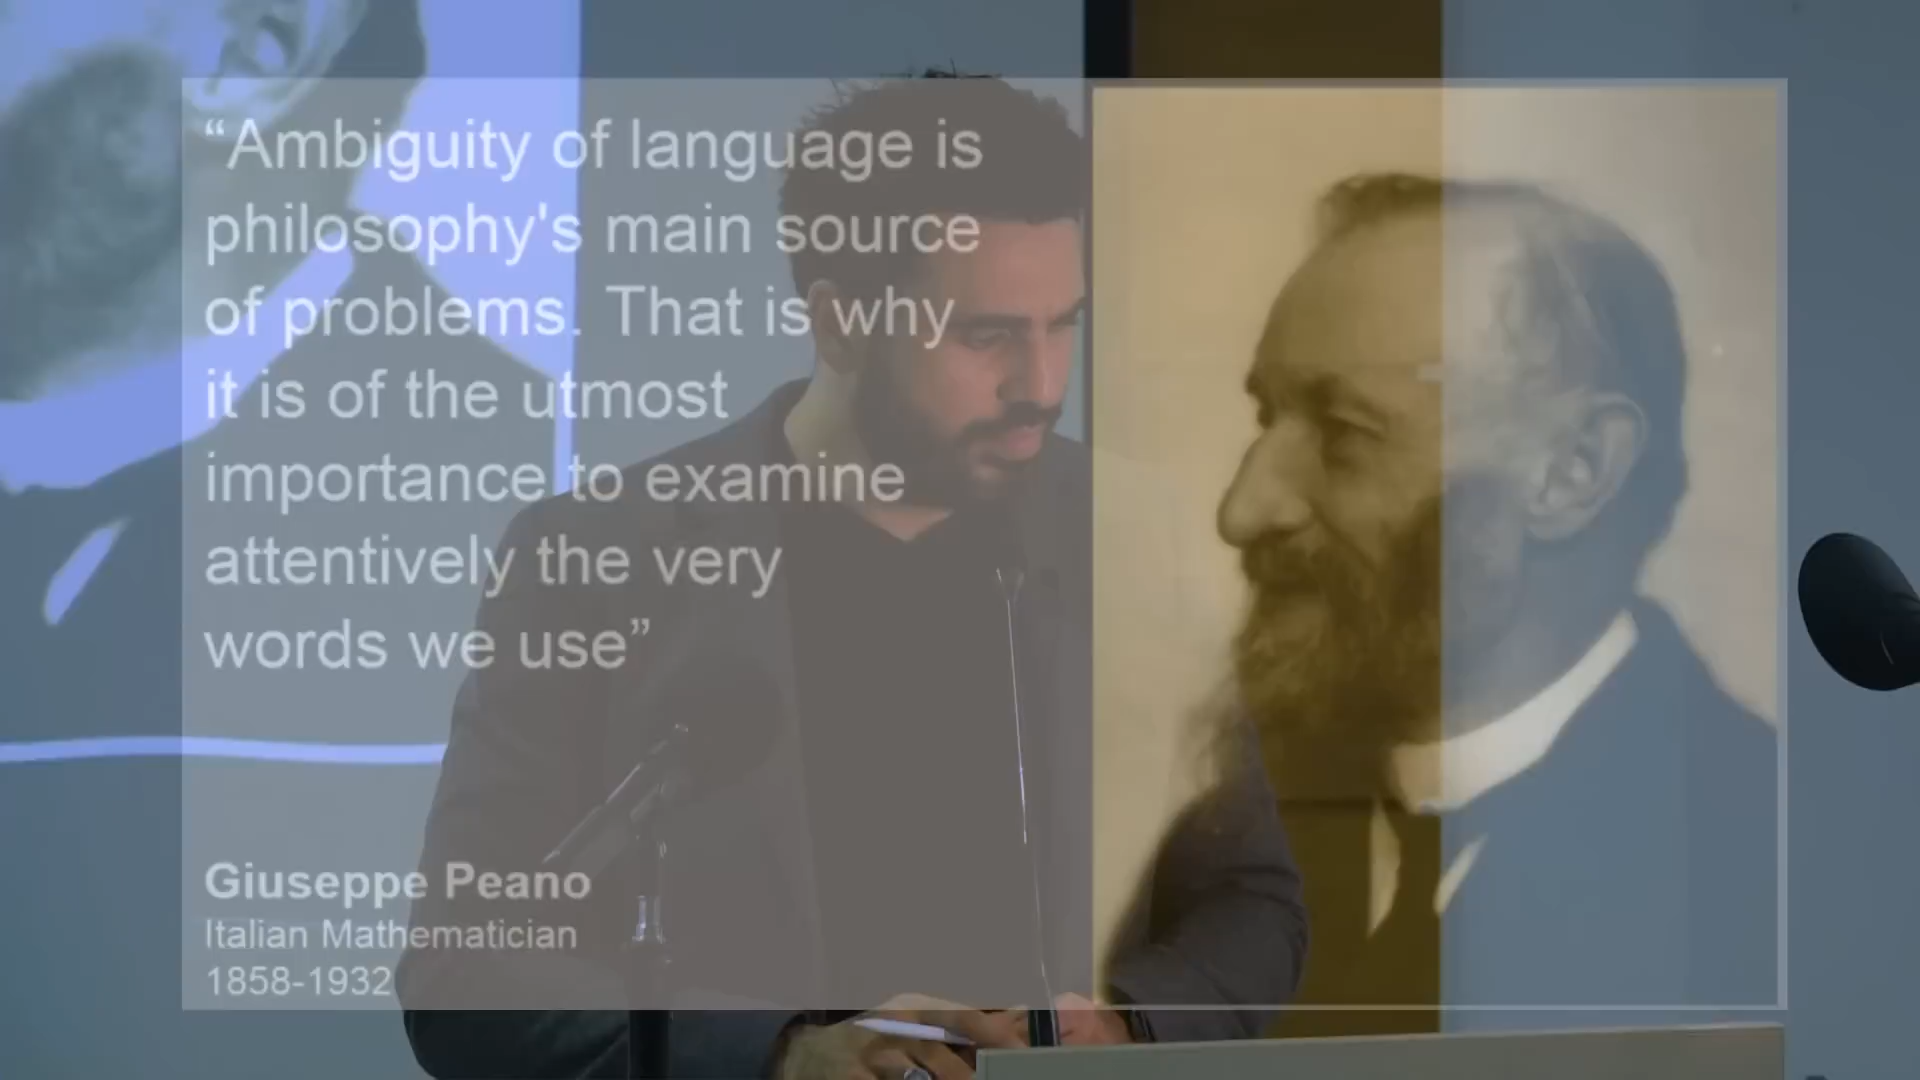 “Ambiguity of language is
philosophy's main source
of problems. That is why
it is of the utmost
importance to examine
attentively the very
words we use”
Giuseppe Peano
Italian Mathematician
1858-1932